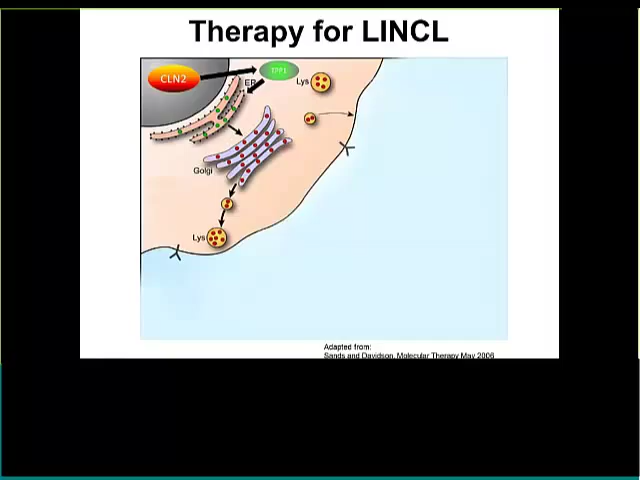 Therapy for LINCL
CLN2
TPP1
ER
Lys
Golgi
Lys
Adapted from:
Sands and Davidson, Molecular Therapy May 2006